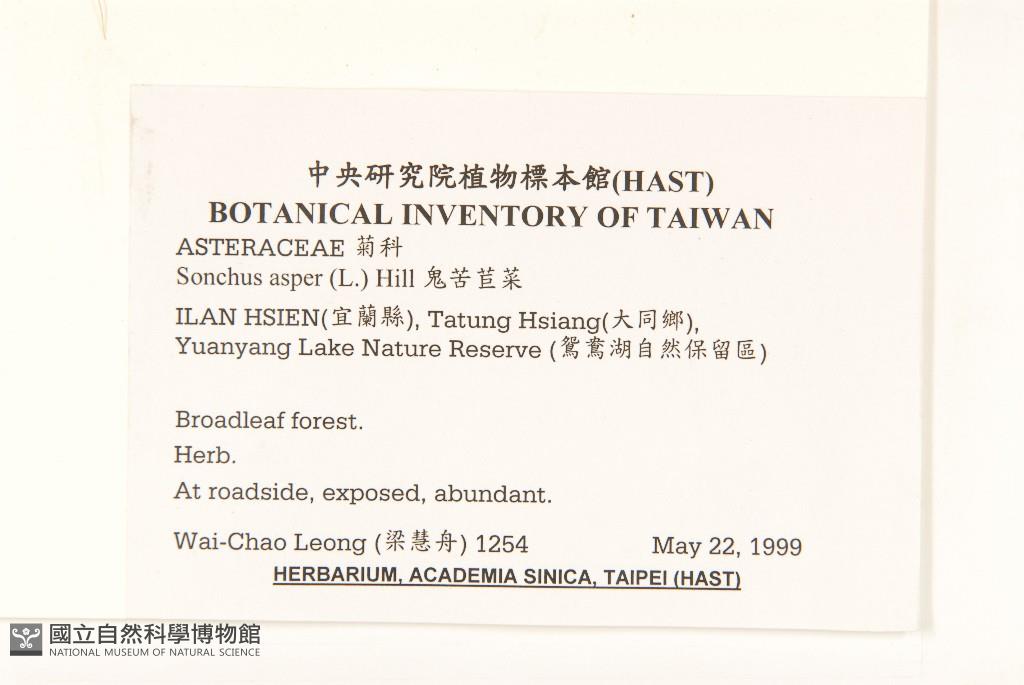 中央研究院植物標本館(HAST)
BOTANICAL INVENTORY OF TAIWAN
ASTERACEAE 菊科
Sonchus asper (L.) Hill 鬼苦苣菜
ILAN HSIEN(宜蘭縣), Tatung Hsiang(大同鄉),
Yuanyang Lake Nature Reserve (鴛鴦湖自然保留區)
Broadleaf forest.
Herb.
At roadside, exposed, abundant.
Wai-Chao Leong (梁慧舟) 1254 May 22, 1999
HERBARIUM, ACADEMIA SINICA, TAIPEI (HAST)
國立自然科學博物館
NATIONAL MUSEUM OF NATURAL SCIENCE